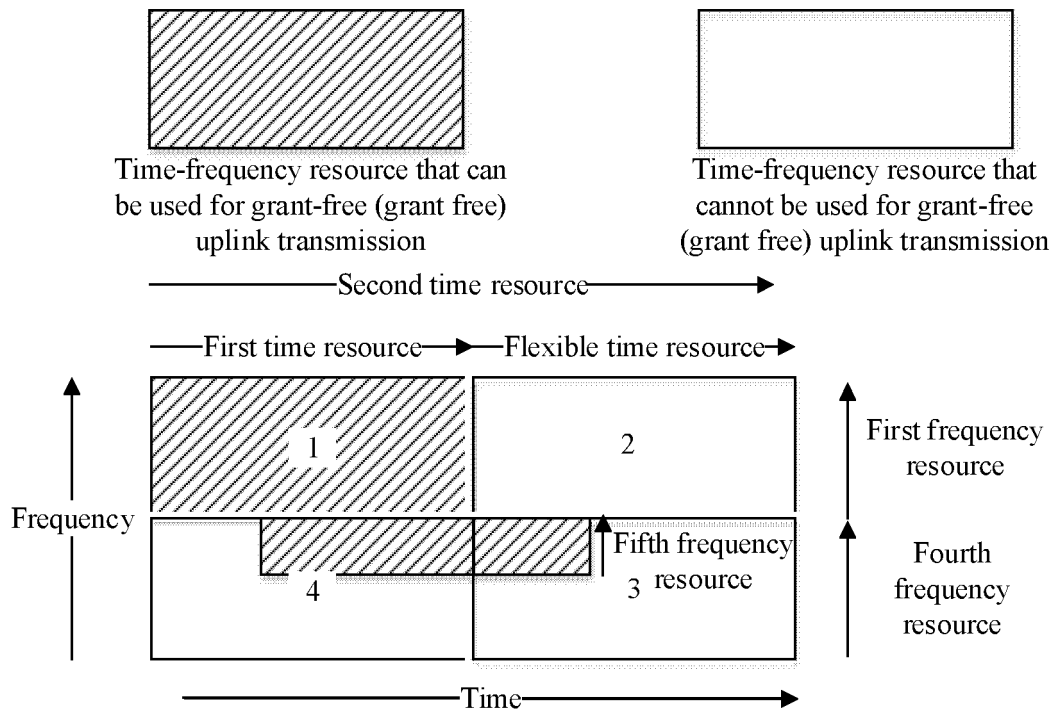 Time-frequency resource that can
be used for grant-free (grant free)
uplink transmission
Time-frequency resource that
cannot be used for grant-free
(grant free) uplink transmission
Second time resource
First time resource
Flexible time resource
1
2
First frequency
resource
Frequency
Fifth frequency
resource
4
3
Fourth
frequency
resource
Time